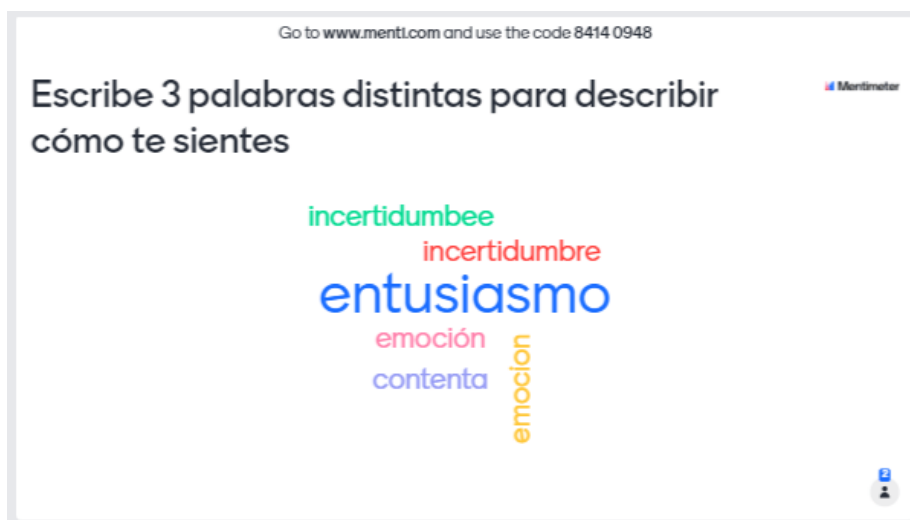 Go to www.menti.com and use the code 8414 0948
Escribe 3 palabras distintas para describir
cómo te sientes
Mentimeter
incertidumbee
incertidumbre
entusiasmo
emoción
emocion
contenta
2